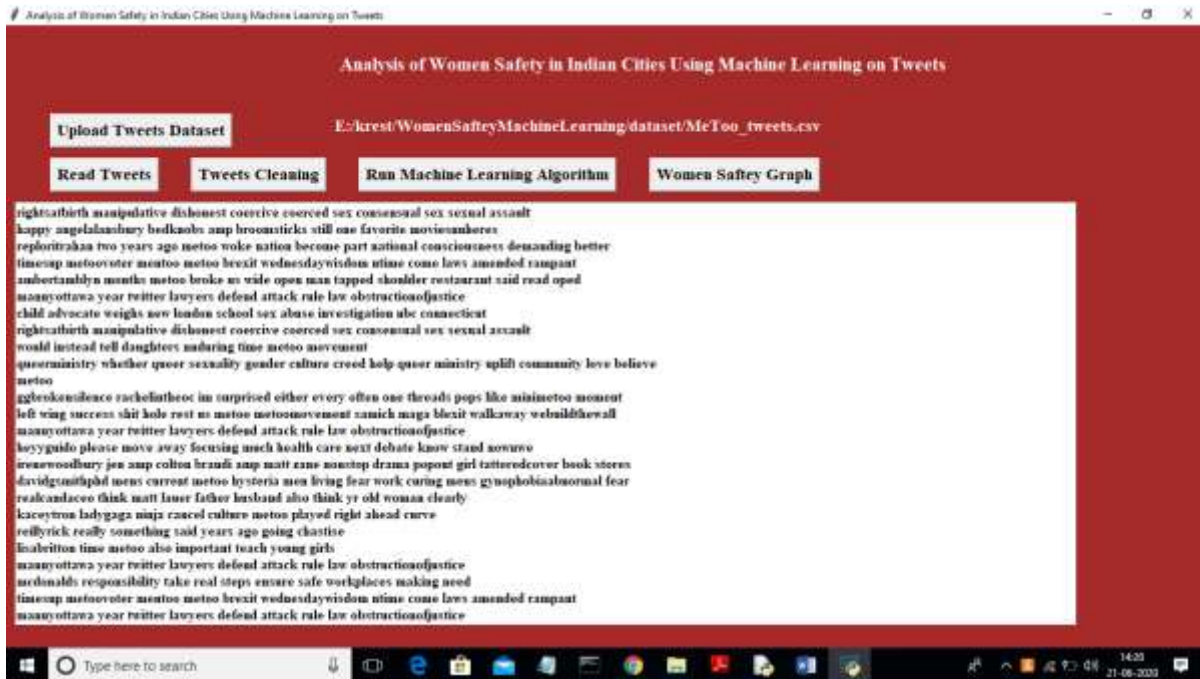 Analysis of Women Safety in Indian Cities Using Machine Learning on Tweets
Analysis of Women Safety in Indian Cities Using Machine Learning on Tweets
Upload Tweets Dataset
E:/krest/WomenSafteyMachineLearning/dataset/MeToo_tweets.csv
Read Tweets
Tweets Cleaning
Run Machine Learning Algorithm
Women Saftey Graph
rightsatbirth manipulative dishonest coercive coerced sex consensual sex sexual assault
happy angelalansbury bedknobs amp broomsticks still one favorite
reploritrahan two years ago metoo woke nation become part national consciousness demanding better
timesup metoovoter mentoo metoo brexit wednesdaywisdom ntime come laws amended rampant
ambertamblyn months metoo broke us wide open man tapped shoulder restaurant said read oped
mannyottawa year twitter lawyers defend attack rule law obstructionofjustice
child advocate weighs new london school sex abuse investigation nbc connecticut
rightsatbirth manipulative dishonest coercive coerced sex consensual sex sexual assault
would instead tell daughters during time metoo movement
queerministry whether queer sexuality gender culture creed help queer ministry uplift community love believe
metoo
ggbrokensilence rachelintheoc im surprised either every often one threads pops like minimetoo moment
left wing success shit hole rest us metoo metoomovement samich maga blexit walkaway webuildthewall
mannyottawa year twitter lawyers defend attack rule law obstructionofjustice
heyyguido please move away focusing much health care next debate know stand
irenewoodbury jen amp colton brandi amp matt zane nonstop drama popout girl tatteredcover book stores
davidgsmithphd mens current metoo hysteria men living fear work curing mens gynophobiaabnormal fear
realcandaceo think matt lauer father husband also think yr old woman clearly
kaceytron ladygaga ninja cancel culture metoo played right ahead curve
reillyrick really something said years ago going chastise
lisabritton time metoo also important teach young girls
mannyottawa year twitter lawyers defend attack rule law obstructionofjustice
mcdonalds responsibility take real steps ensure safe workplaces making need
timesup metoovoter mentoo metoo brexit wednesdaywisdom ntime come laws amended rampant
mannyottawa year twitter lawyers defend attack rule law obstructionofjustice
Type here to search
14:20
21-06-2020